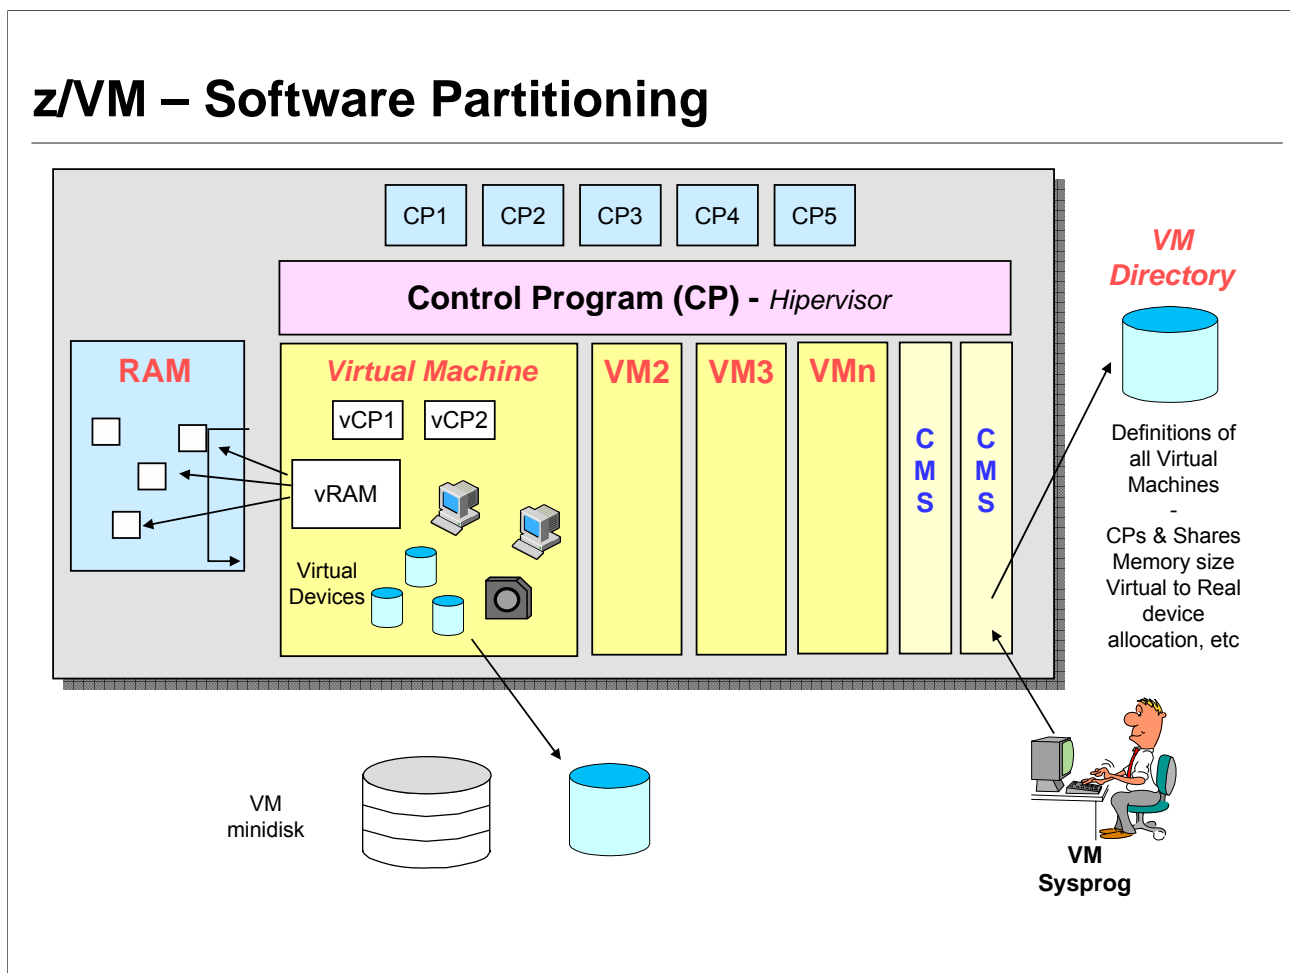 z/VM – Software Partitioning
CP1
CP2
CP3
CP4
CP5
Control Program (CP) - Hipervisor
RAM
Virtual Machine
vCP1
vCP2
vRAM
Virtual
Devices
VM2
VM3
VMn
C
M
S
C
M
S
VM
Directory
Definitions of
all Virtual
Machines
-
CPs & Shares
Memory size
Virtual to Real
device
allocation, etc
VM
minidisk
VM
Sysprog